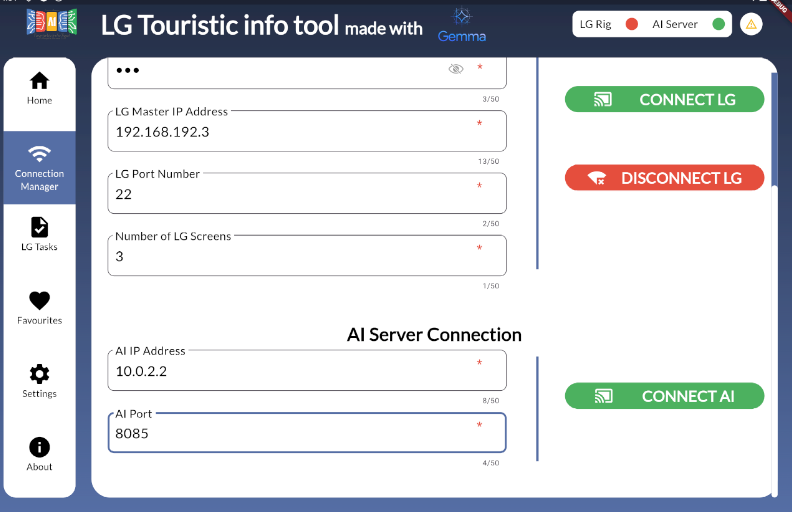 LG Touristic info tool made with
Gemma
LG Rig
AI Server
Home
Connection
Manager
LG Tasks
Favourites
Settings
About
•••
*
3/50
LG Master IP Address
192.168.192.3
*
13/50
LG Port Number
22
*
2/50
Number of LG Screens
3
*
1/50
CONNECT LG
DISCONNECT LG
AI Server Connection
AI IP Address
10.0.2.2
*
8/50
AI Port
8085
*
4/50
CONNECT AI